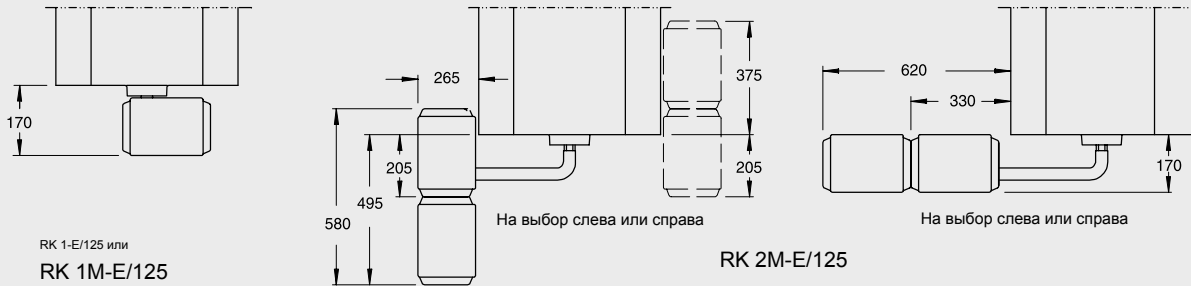 170
RK 1-E/125 или
RK 1M-E/125
265
375
205
205
495
580
На выбор слева или справа
RK 2M-E/125
620
330
170
На выбор слева или справа